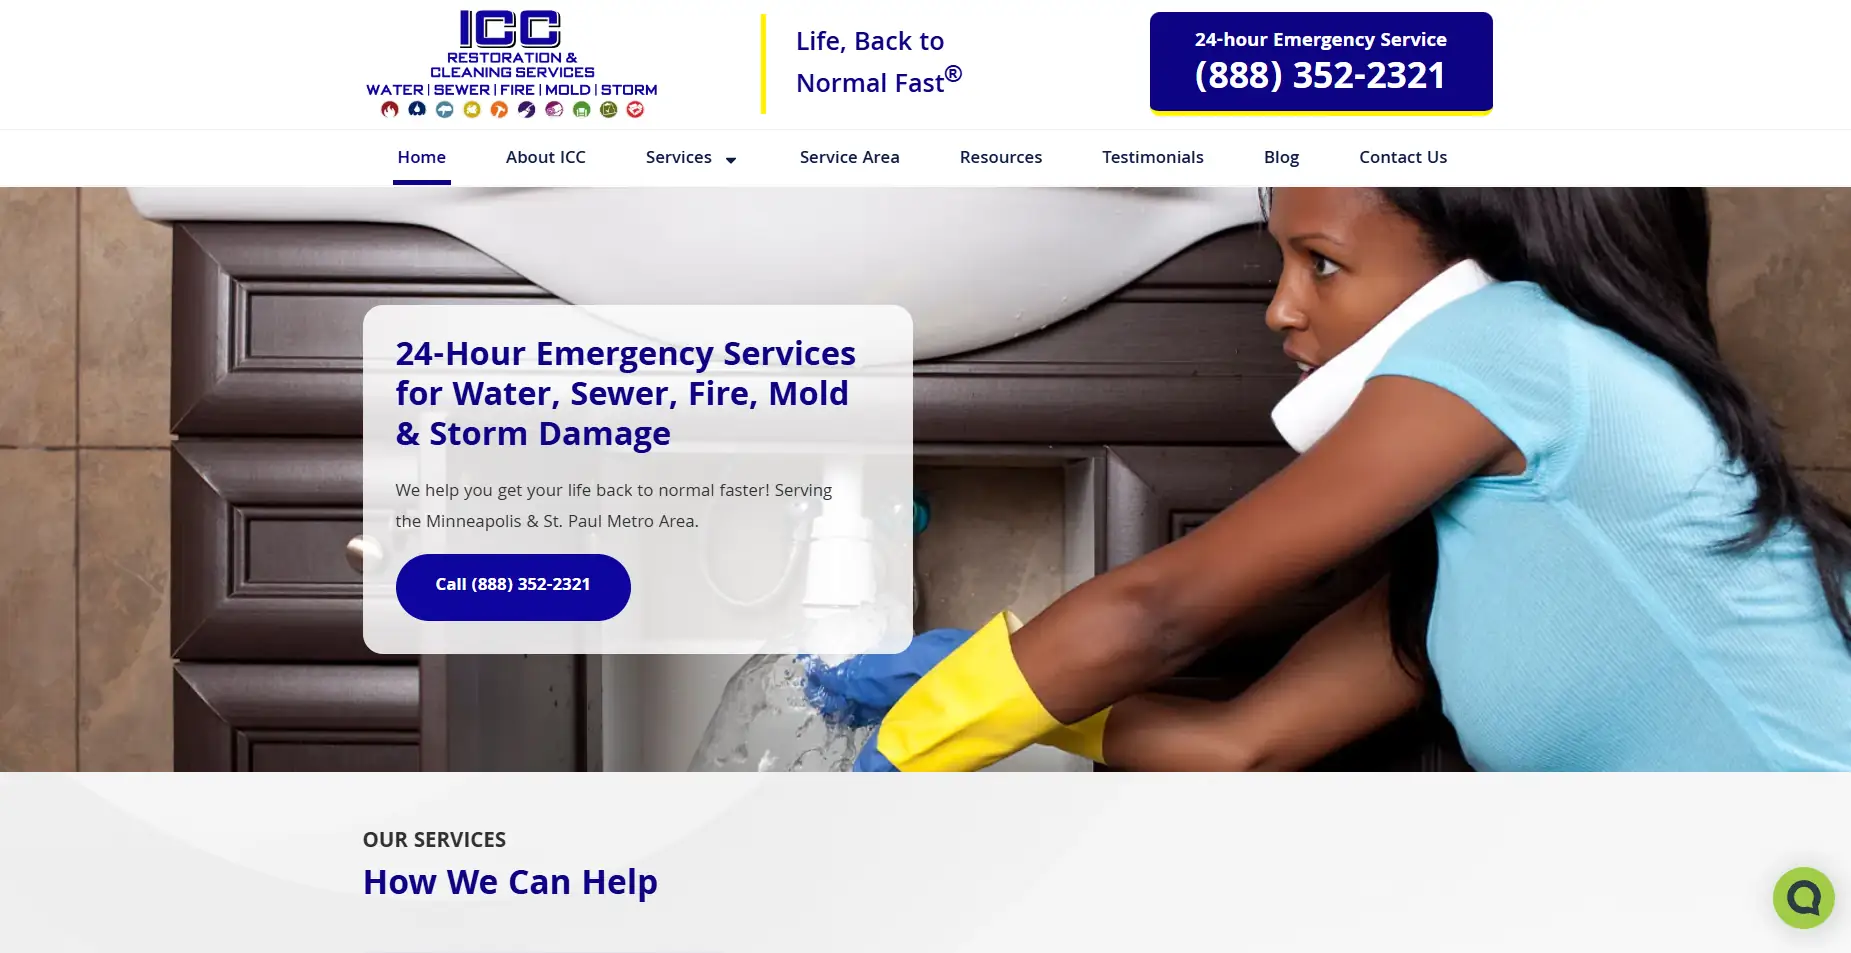 ICC
RESTORATION &
CLEANING SERVICES
WATER | SEWER | FIRE | MOLD | STORM
Life, Back to
Normal Fast®
24-hour Emergency Service
(888) 352-2321
Home
About ICC
Services
Service Area
Resources
Testimonials
Blog
Contact Us
24-Hour Emergency Services
for Water, Sewer, Fire, Mold
& Storm Damage
We help you get your life back to normal faster! Serving
the Minneapolis & St. Paul Metro Area.
Call (888) 352-2321
OUR SERVICES
How We Can Help